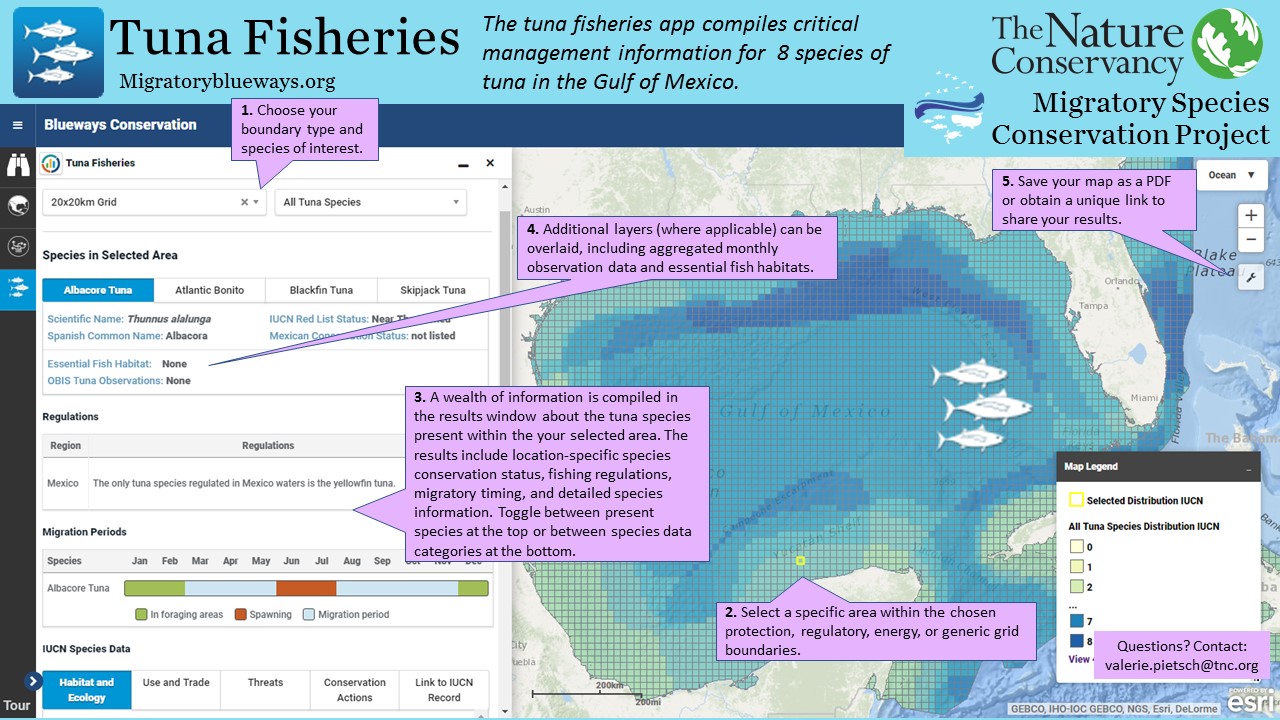 Tuna Fisheries
Migratoryblueways.org
The tuna fisheries app compiles critical
management information for 8 species of
tuna in the Gulf of Mexico.
The Nature
Conservancy
Migratory Species
Conservation Project
Blueways Conservation
1. Choose your
boundary type and
species of interest.
Tuna Fisheries
20x20km Grid
All Tuna Species
Species in Selected Area
Albacore Tuna
Atlantic Bonito
Blackfin Tuna
Skipjack Tuna
Scientific Name: Thunnus alalunga
IUCN Red List Status: Near
Spanish Common Name: Albacora
Mexican Status: not listed
Essential Fish Habitat: None
OBIS Tuna Observations: None
Regulations
Region
Regulations
Mexico
The only tuna species regulated in Mexico waters is the yellowfin tuna.
Migration Periods
Species Jan Feb Mar Apr May Jun Jul Aug Sep
Albacore Tuna
In foraging areas
Spawning
Migration period
IUCN Species Data
Habitat and
Ecology
Use and Trade
Threats
Conservation
Actions
Link to IUCN
Record
Tour
4. Additional layers (where applicable) can be
overlaid, including aggregated monthly
observation data and essential fish habitats.
3. A wealth of information is compiled in
the results window about the tuna species
present within the your selected area. The
results include location-specific species
conservation status, fishing regulations,
migratory timing, and detailed species
information. Toggle between present
species at the top or between species data
categories at the bottom.
2. Select a specific area within the chosen
protection, regulatory, energy, or generic grid
boundaries.
5. Save your map as a PDF
or obtain a unique link to
share your results.
Ocean
+
−
Austin
Blake
Plateau
643
Orlando
Tampa
Miami
Gulf of Mexico
The Baham
Yucatan Shelf
Map Legend
Selected Distribution IUCN
All Tuna Species Distribution IUCN
0
1
2
...
7
8
View
Questions? Contact:
valerie.pietsch@tnc.org
200km
200mi
GEBCO, IHO-IOC GEBCO, NGS, Esri, DeLorme
POWERED BY
esri